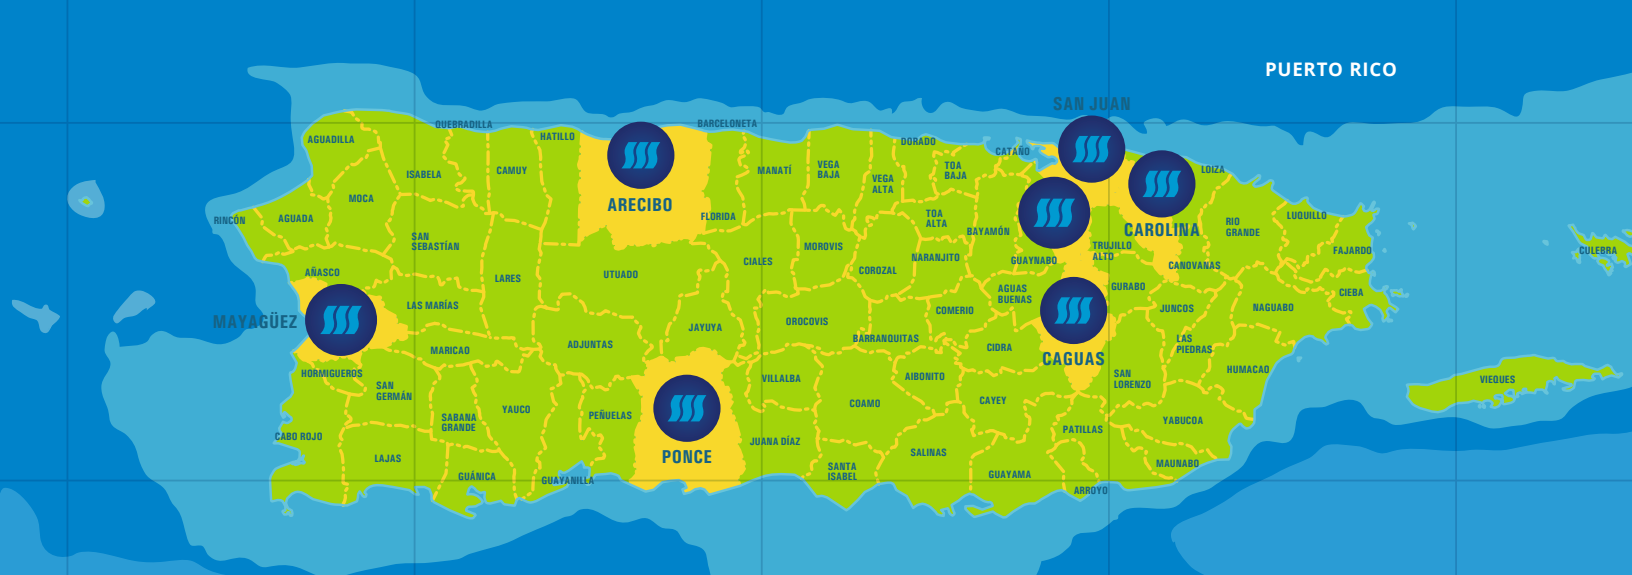 PUERTO RICO
SAN JUAN
QUEBRADILLA
BARCELONETA
AGUADILLA
HATILLO
DORADO
CATAÑO
ISABELA
CAMUY
MANATÍ
VEGA
BAJA
VEGA
ALTA
TOA
BAJA
LOIZA
MOCA
ARECIBO
RINCÓN
AGUADA
FLORIDA
TOA
ALTA
BAYAMÓN
CAROLINA
RIO
GRANDE
LUQUILLO
SAN
SEBASTÍAN
MOROVIS
TRUJILLO
ALTO
FAJARDO
CULEBRA
AÑASCO
LARES
UTUADO
CIALES
COROZAL
NARANJITO
GUAYNABO
CANOVANAS
LAS MARÍAS
AGUAS
BUENAS
GURABO
CIEBA
MAYAGÜEZ
JAYUYA
OROCOVIS
COMERIO
JUNCOS
NAGUABO
MARICAO
ADJUNTAS
BARRANQUITAS
CIDRA
CAGUAS
LAS
PIEDRAS
HORMIGUEROS
SAN
GERMÁN
VILLALBA
AIBONITO
SAN
LORENZO
HUMACAO
VIEQUES
SABANA
GRANDE
YAUCO
PEÑUELAS
COAMO
CAYEY
YABUCOA
CABO ROJO
PONCE
JUANA DÍAZ
PATILLAS
LAJAS
SALINAS
MAUNABO
GUÁNICA
GUAYANILLA
SANTA
ISABEL
GUAYAMA
ARROYO